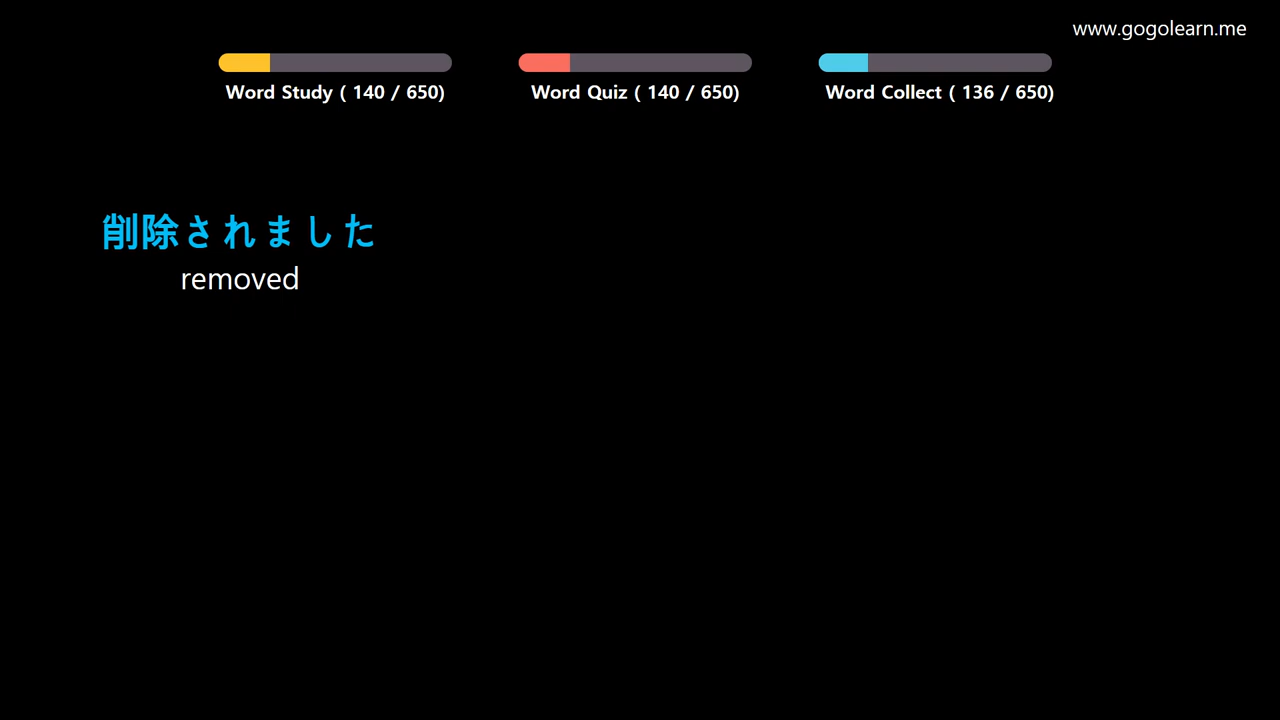 www.gogolearn.me
Word Study ( 140 / 650)
Word Quiz ( 140 / 650)
Word Collect ( 136 / 650)
削除されました
removed